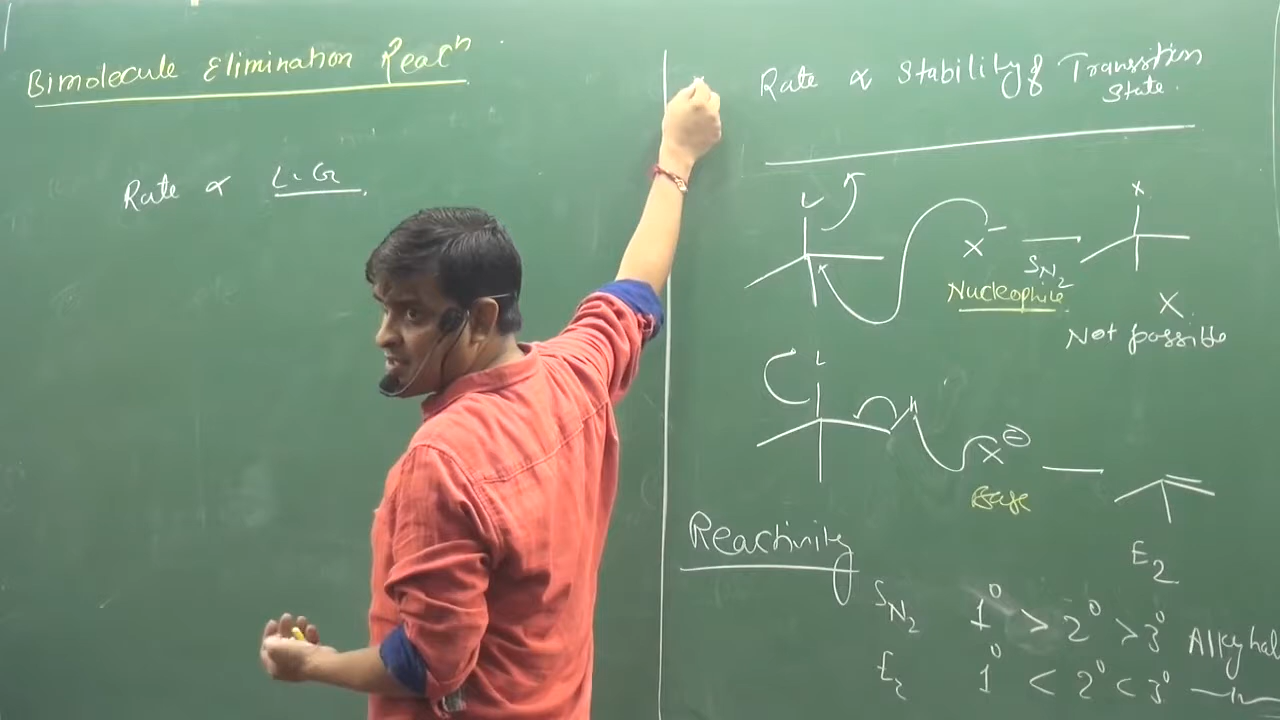 Bimolecule Elimination Reacⁿ
Rate ∝ L.G.
Rate ∝ Stability of Transition
State.
L
X⁻
SN2
X
Nucleophile
X
Not possible
L
H
X⊖
Base
E2
Reactivity
SN2 1° > 2° > 3° Alkyl hal
E2 1° < 2° < 3°